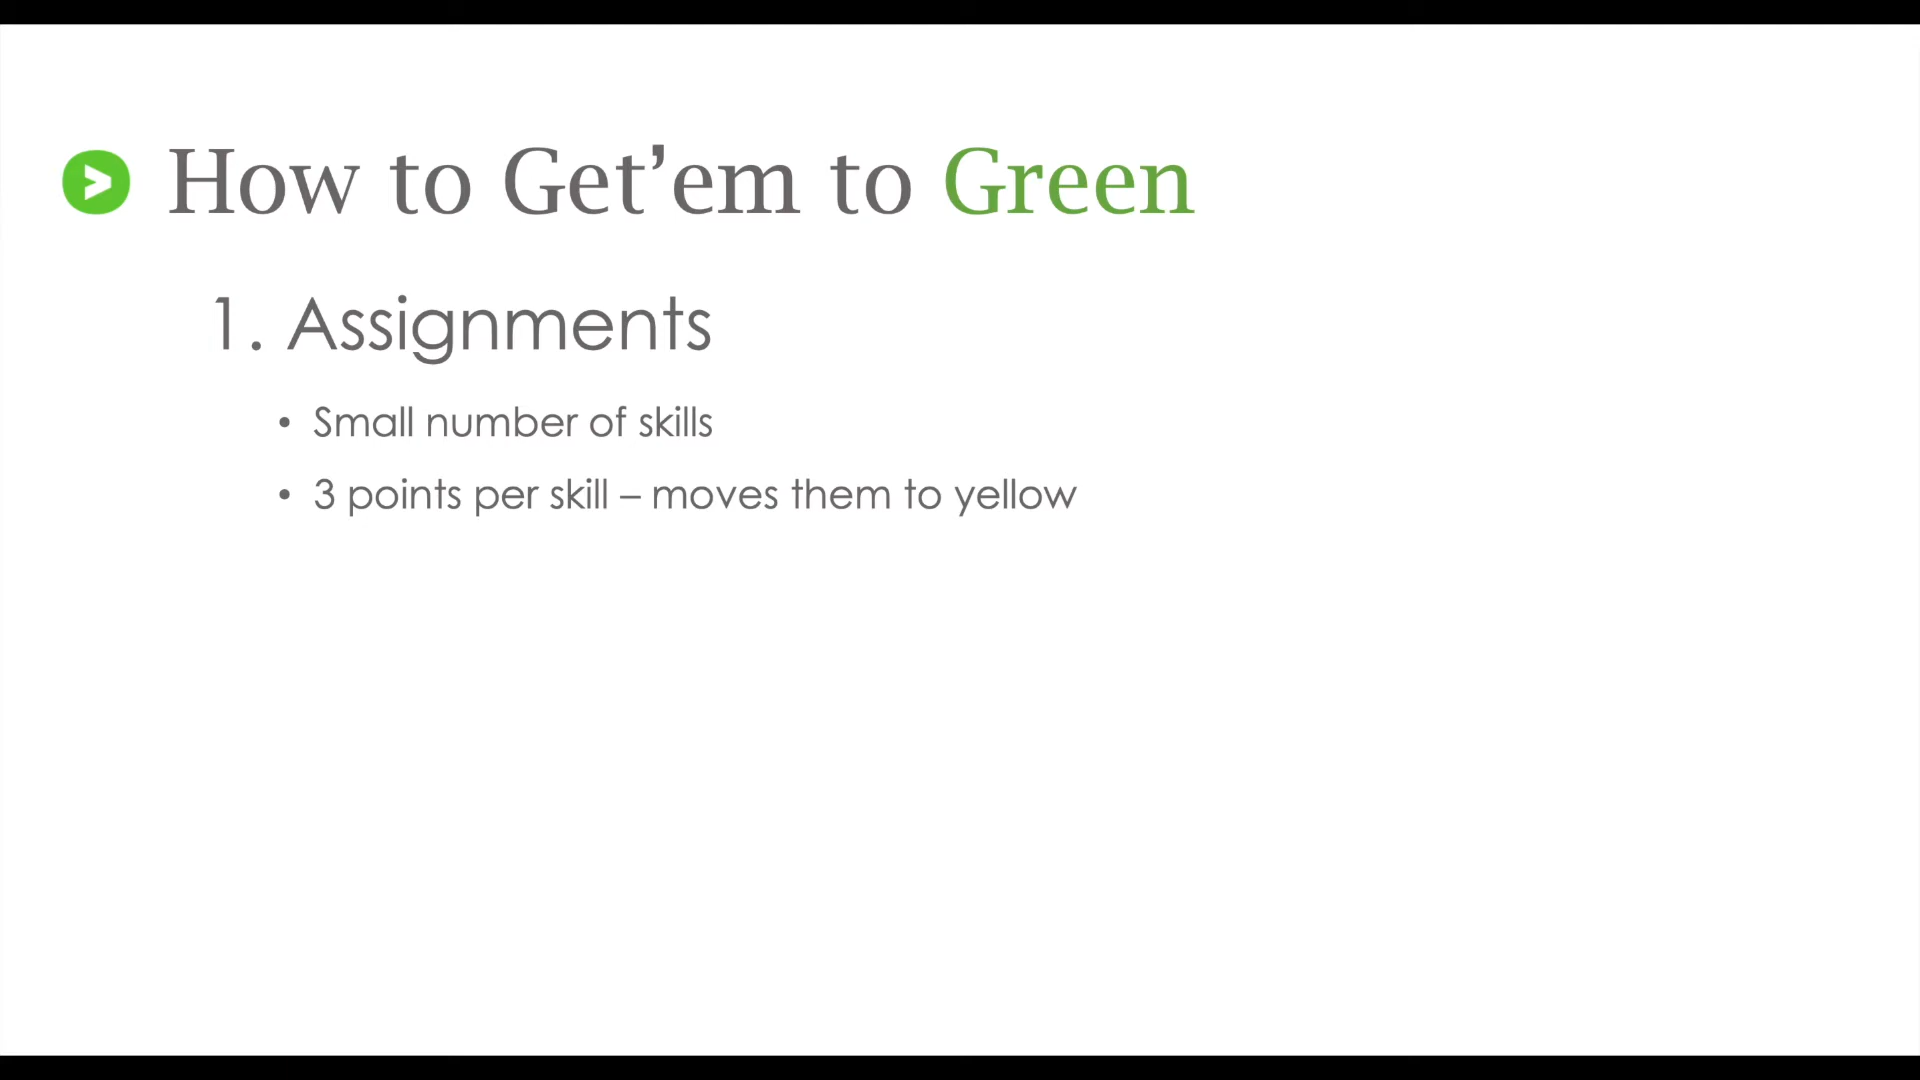 How to Get’em to Green
1. Assignments
• Small number of skills
• 3 points per skill – moves them to yellow